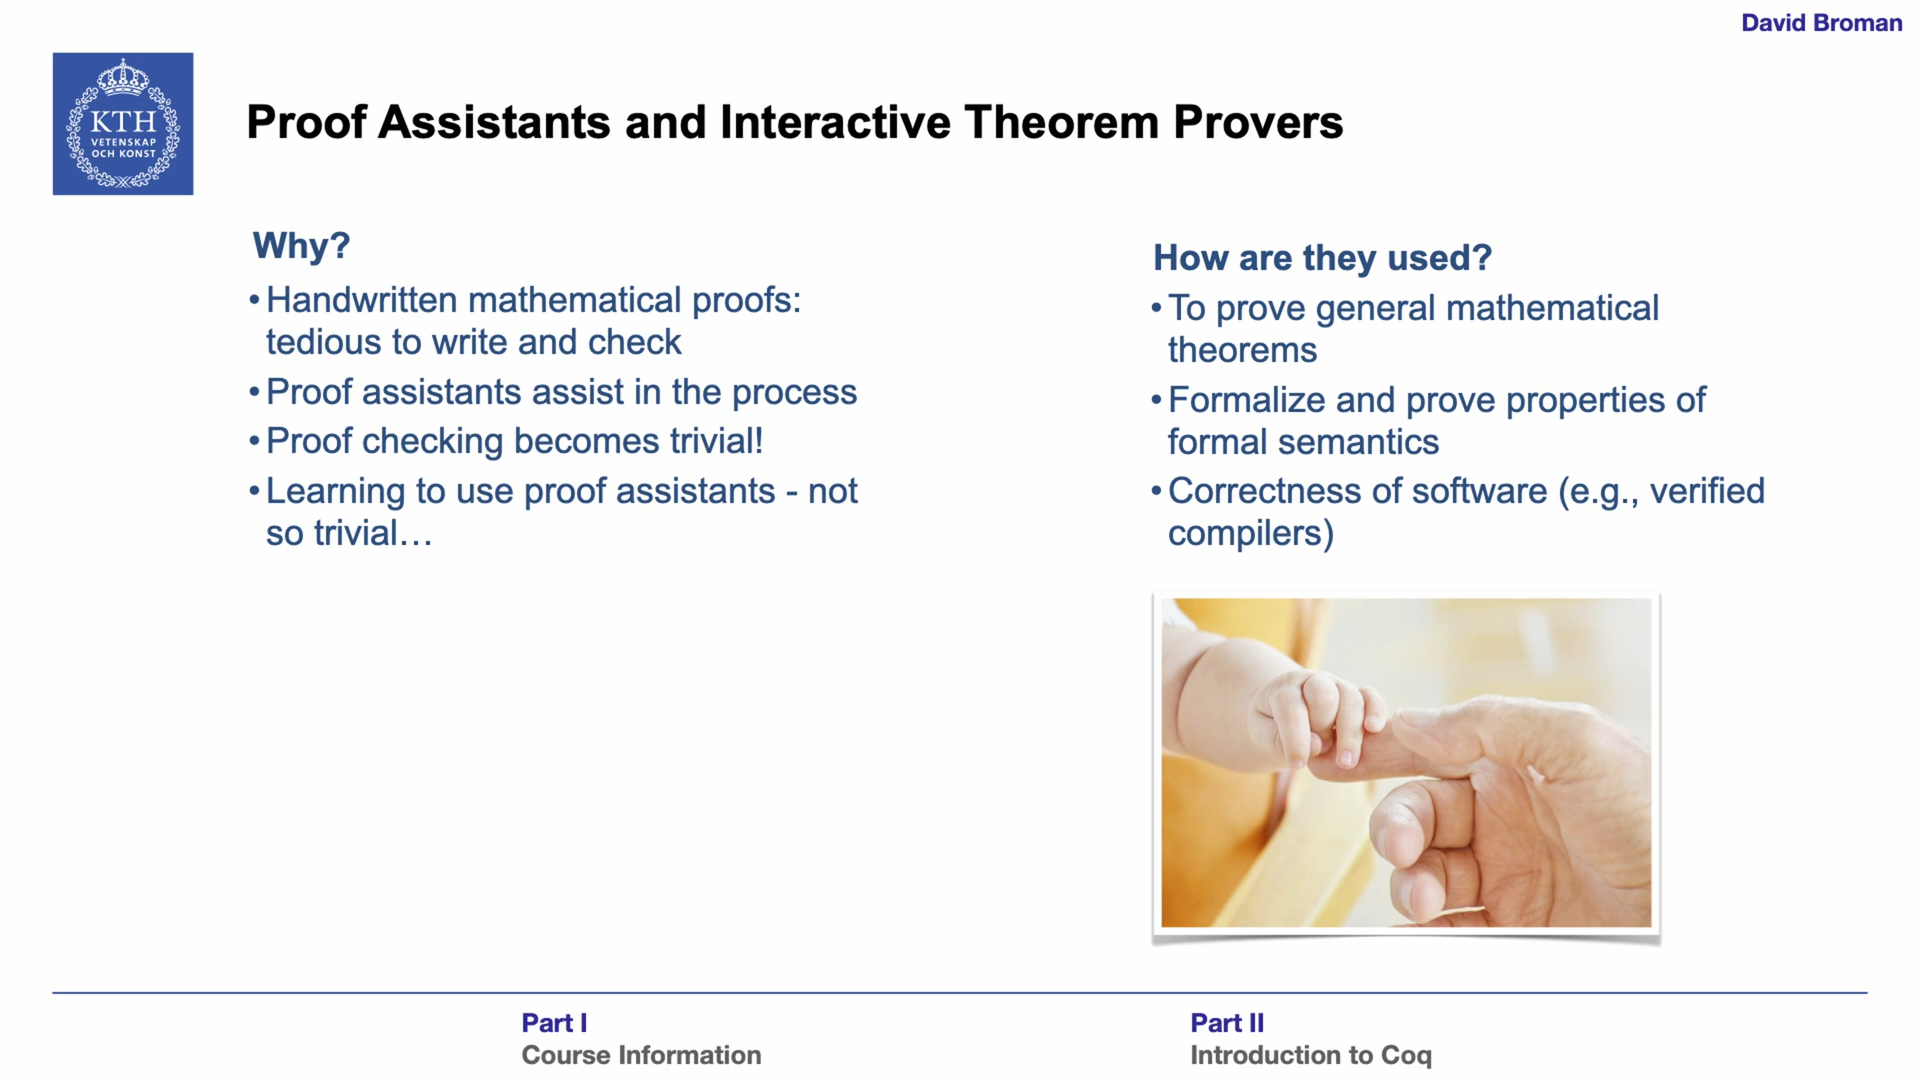 David Broman
KTH
VETENSKAP
OCH KONST
Proof Assistants and Interactive Theorem Provers
Why?
• Handwritten mathematical proofs:
tedious to write and check
• Proof assistants assist in the process
• Proof checking becomes trivial!
• Learning to use proof assistants - not
so trivial…
How are they used?
• To prove general mathematical
theorems
• Formalize and prove properties of
formal semantics
• Correctness of software (e.g., verified
compilers)
Part I
Course Information
Part II
Introduction to Coq